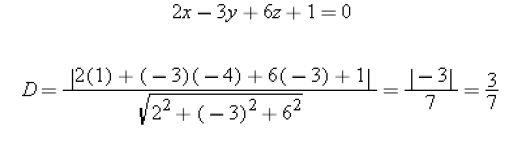 2x − 3y + 6z + 1 = 0
D = |2(1) + (−3)(−4) + 6(−3) + 1| / √(2² + (−3)² + 6²) = |−3| / 7 = 3/7